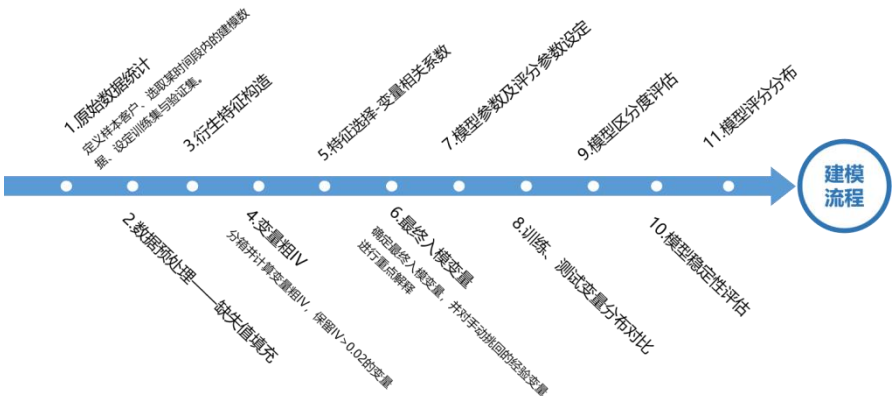 1.原始数据统计
定义样本客户、选取某时间段内的建模数
据、设定训练集与验证集。
2.数据预处理——缺失值填充
3.衍生特征构造
4.变量粗IV
分箱并计算变量粗IV，保留IV>0.02的变量
5.特征选择-变量相关系数
6.最终入模变量
确定最终入模变量，并对手动挑回的经验变量
进行重点解释
7.模型参数及评分参数设定
8.训练、测试变量分布对比
9.模型区分度评估
10.模型稳定性评估
11.模型评分分布
建模
流程